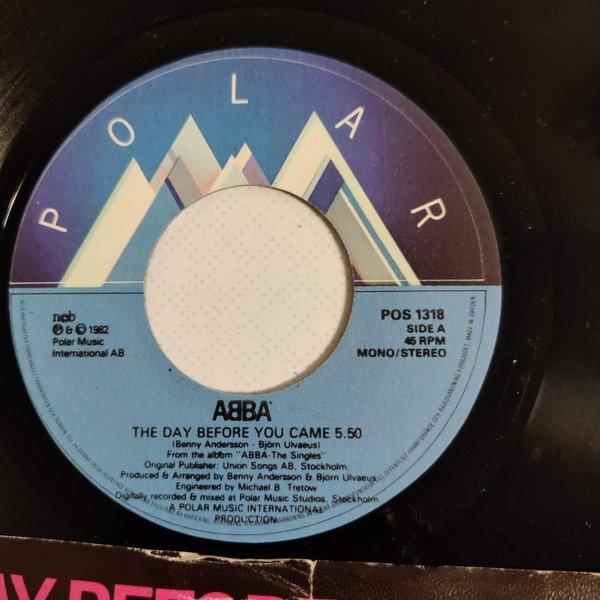 POLAR
ncb
℗ & © 1982
Polar Music
International AB
POS 1318
SIDE A
45 RPM
MONO/STEREO
ABBA
THE DAY BEFORE YOU CAME 5.50
(Benny Andersson - Björn Ulvaeus)
From the album "ABBA-The Singles"
Original Publisher: Union Songs AB, Stockholm,
Produced & Arranged by Benny Andersson & Björn Ulvaeus
Engineered by Michael B. Tretow
Digitally recorded & mixed at Polar Music Studios, Stockholm.
A POLAR MUSIC INTERNATIONAL
PRODUCTION
MADE IN SWEDEN